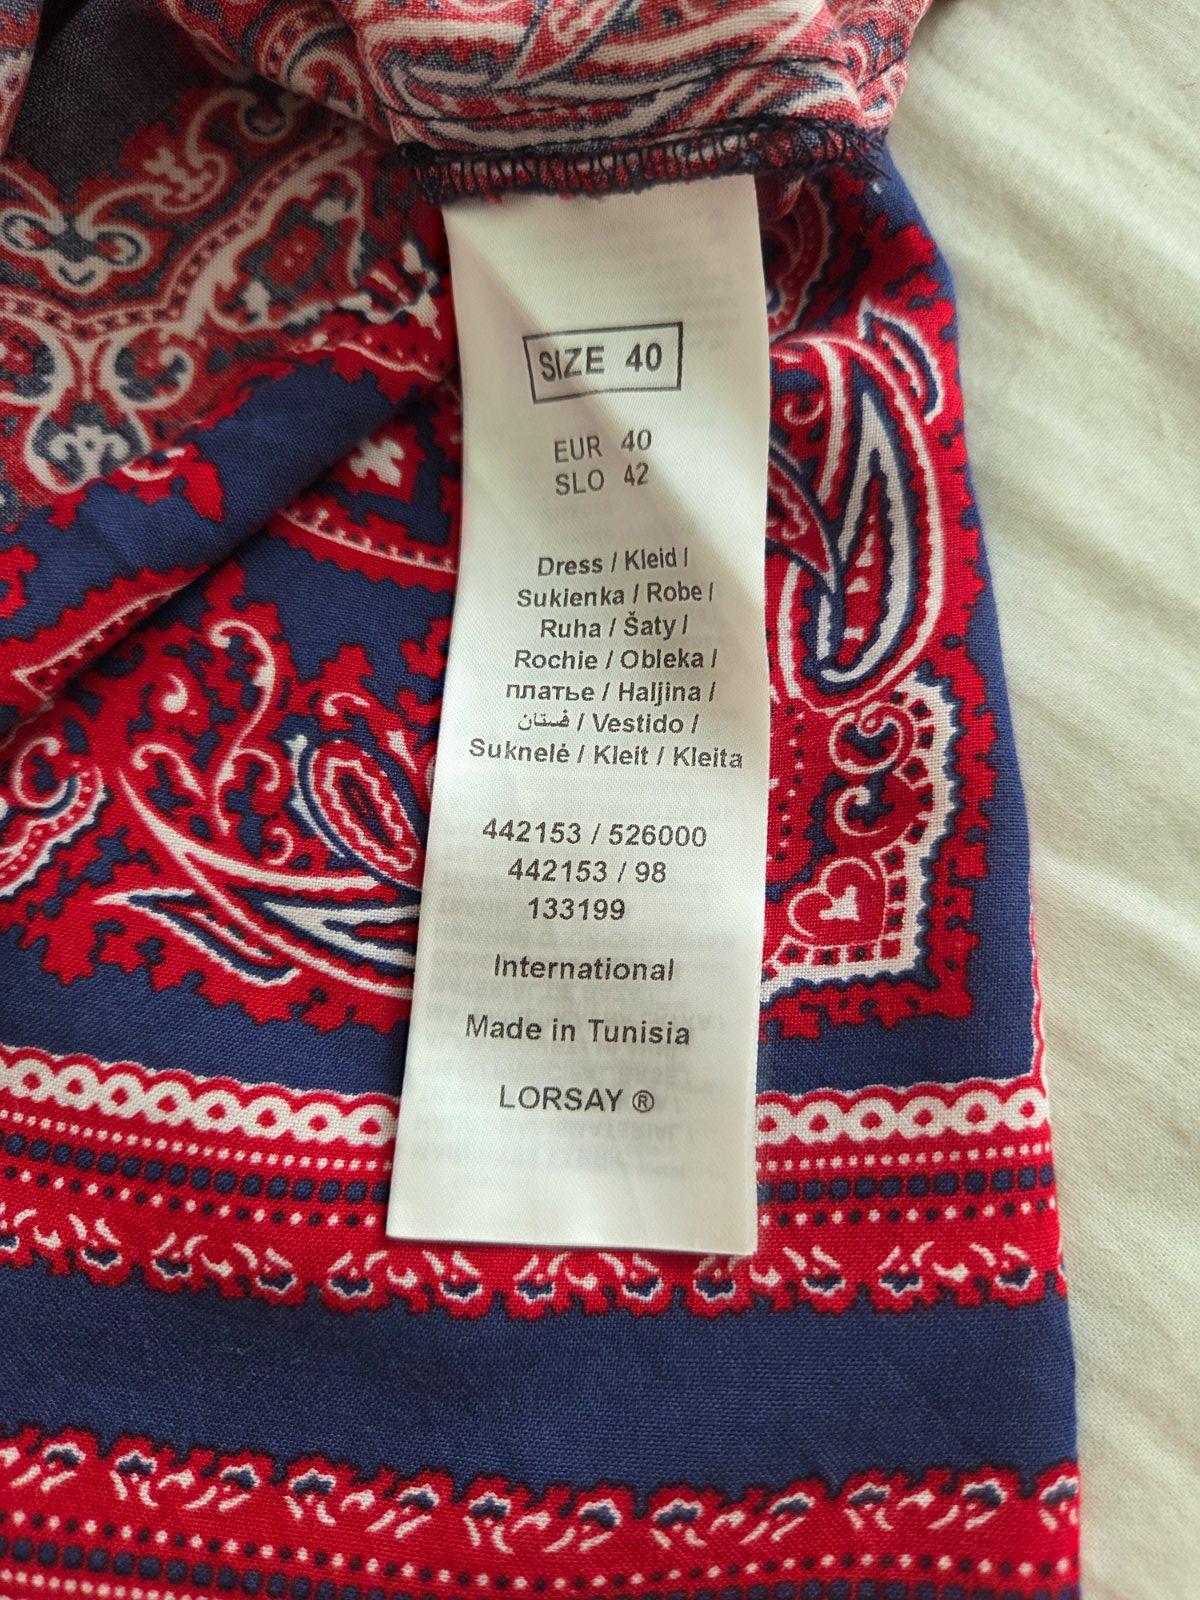 SIZE 40
EUR 40
SLO 42
Dress / Kleid /
Sukienka / Robe /
Ruha / Šaty /
Rochie / Obleka /
платье / Haljina /
فستان / Vestido /
Suknelė / Kleit / Kleita
442153 / 526000
442153 / 98
133199
International
Made in Tunisia
LORSAY ®